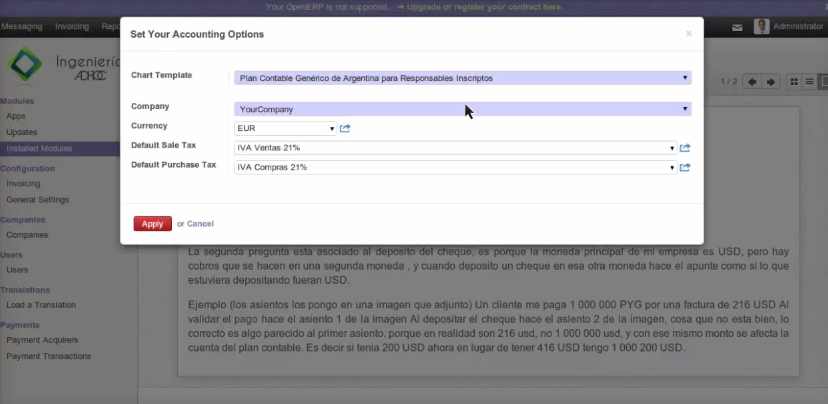 Your OpenERP is not supported. ➡ Upgrade or register your contract here.
Messaging Invoicing Repo
Administrator
Ingeniería
ADHOC
Set Your Accounting Options
×
Chart Template
Plan Contable Genérico de Argentina para Responsables Inscriptos
1 / 2
Company
YourCompany
Currency
EUR
Default Sale Tax
IVA Ventas 21%
Default Purchase Tax
IVA Compras 21%
Apply or Cancel
Modules
Apps
Updates
Installed Modules
Configuration
Invoicing
General Settings
Companies
Companies
Users
Users
Translations
Load a Translation
Payments
Payment Acquirers
Payment Transactions
La segunda pregunta esta asociado al deposito del cheque, es porque la moneda principal de mi empresa es USD, pero hay
cobros que se hacen en una segunda moneda , y cuando deposito un cheque en esa otra moneda hace el apunte como si lo que
estuviera depositando fueran USD.
Ejemplo (los asientos los pongo en una imagen que adjunto) Un cliente me paga 1 000 000 PYG por una factura de 216 USD Al
validar el pago hace el asiento 1 de la imagen Al depositar el cheque hace el asiento 2 de la imagen, cosa que no esta bien, lo
correcto es algo parecido al primer asiento, porque en realidad son 216 usd, no 1 000 000 usd, y con ese mismo monto se afecta la
cuenta del plan contable. Es decir si tenia 200 USD ahora en lugar de tener 416 USD tengo 1 000 200 USD.